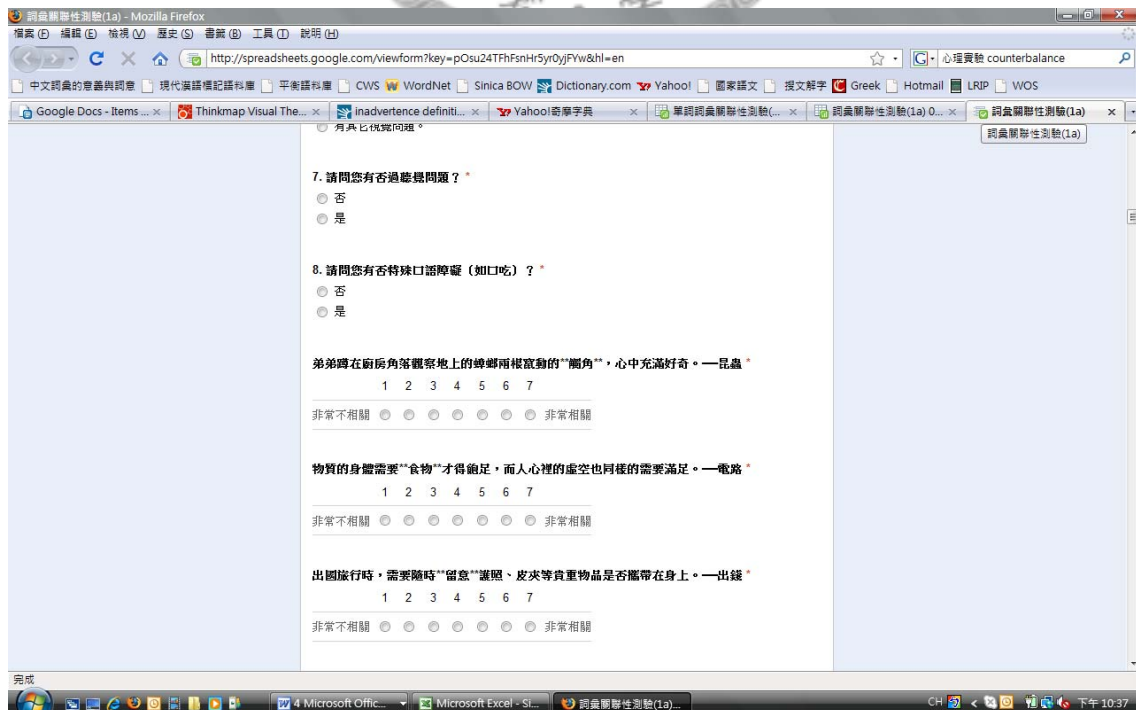 詞彙關聯性測驗(1a) - Mozilla Firefox
檔案(F) 編輯(E) 檢視(V) 歷史(S) 書籤(B) 工具(T) 說明(H)
http://spreadsheets.google.com/viewform?key=pOsu24TFhFsnHr5yr0yjFYw&hl=en
心理實驗 counterbalance
中文詞彙的意義與詞意 現代漢語標記語料庫 平衡語料庫 CWS WordNet Sinica BOW Dictionary.com Yahoo! 國家語文 授文解字 Greek Hotmail LRIP WOS
Google Docs - Items ... Thinkmap Visual The... inadvertence definiti... Yahoo!奇摩字典 單詞詞彙關聯性測驗(... 詞彙關聯性測驗(1a) 0... 詞彙關聯性測驗(1a)
詞彙關聯性測驗(1a)
有其它視覺問題。
7. 請問您有否過聽覺問題？ *
否
是
8. 請問您有否特殊口語障礙（如口吃）？ *
否
是
弟弟蹲在廚房角落觀察地上的蟑螂兩根竄動的**觸角**，心中充滿好奇。──昆蟲 *
1 2 3 4 5 6 7
非常不相關 非常相關
物質的身體需要**食物**才得飽足，而人心裡的虛空也同樣的需要滿足。──電路 *
1 2 3 4 5 6 7
非常不相關 非常相關
出國旅行時，需要隨時**留意**護照、皮夾等貴重物品是否攜帶在身上。──出錢 *
1 2 3 4 5 6 7
非常不相關 非常相關
完成
4 Microsoft Offic... Microsoft Excel - Si... 詞彙關聯性測驗(1a)... CH 下午 10:37